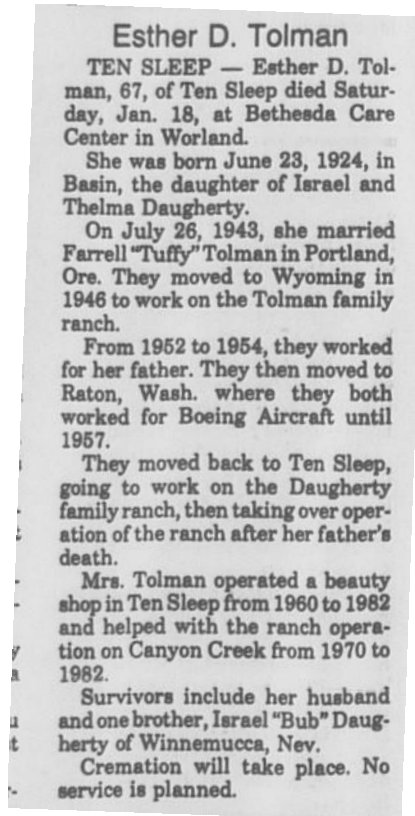 Esther D. Tolman
TEN SLEEP — Esther D. Tol-
man, 67, of Ten Sleep died Satur-
day, Jan. 18, at Bethesda Care
Center in Worland.
She was born June 23, 1924, in
Basin, the daughter of Israel and
Thelma Daugherty.
On July 26, 1943, she married
Farrell "Tuffy" Tolman in Portland,
Ore. They moved to Wyoming in
1946 to work on the Tolman family
ranch.
From 1952 to 1954, they worked
for her father. They then moved to
Raton, Wash. where they both
worked for Boeing Aircraft until
1957.
They moved back to Ten Sleep,
going to work on the Daugherty
family ranch, then taking over oper-
ation of the ranch after her father's
death.
Mrs. Tolman operated a beauty
shop in Ten Sleep from 1960 to 1982
and helped with the ranch opera-
tion on Canyon Creek from 1970 to
1982.
Survivors include her husband
and one brother, Israel "Bub" Daug-
herty of Winnemucca, Nev.
Cremation will take place. No
service is planned.